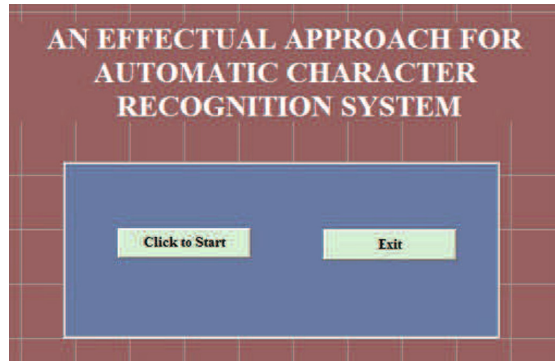 AN EFFECTUAL APPROACH FOR
AUTOMATIC CHARACTER
RECOGNITION SYSTEM
Click to Start
Exit